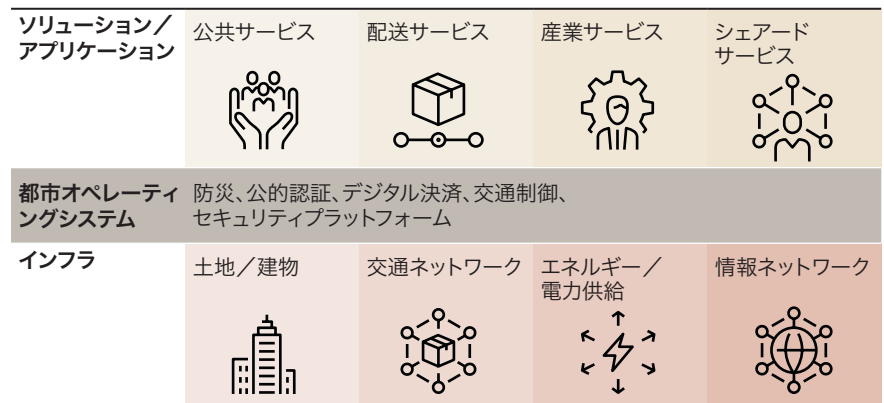 ソリューション／
アプリケーション
公共サービス
配送サービス
産業サービス
シェアード
サービス
都市オペレーティ
ングシステム
防災、公的認証、デジタル決済、交通制御、
セキュリティプラットフォーム
インフラ
土地／建物
交通ネットワーク
エネルギー／
電力供給
情報ネットワーク